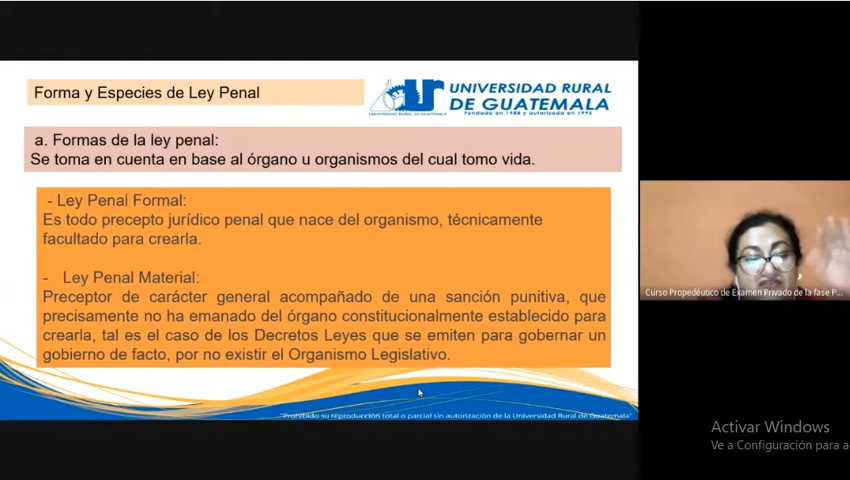 Forma y Especies de Ley Penal
UNIVERSIDAD RURAL
DE GUATEMALA
Fundada en 1988 y autorizada en 1995
a. Formas de la ley penal:
Se toma en cuenta en base al órgano u organismos del cual tomo vida.
- Ley Penal Formal:
Es todo precepto jurídico penal que nace del organismo, técnicamente
facultado para crearla.
- Ley Penal Material:
Preceptor de carácter general acompañado de una sanción punitiva, que
precisamente no ha emanado del órgano constitucionalmente establecido para
crearla, tal es el caso de los Decretos Leyes que se emiten para gobernar un
gobierno de facto, por no existir el Organismo Legislativo.
"Prohibido su reproducción total o parcial sin autorización de la Universidad Rural de Guatemala"
Curso Propedéutico de Examen Privado de la fase P...
Activar Windows
Ve a Configuración para a